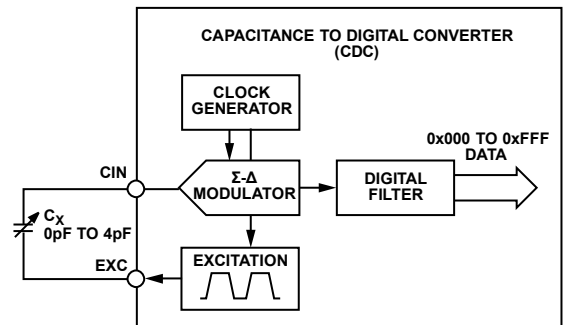 CAPACITANCE TO DIGITAL CONVERTER
(CDC)
CLOCK
GENERATOR
0x000 TO 0xFFF
DATA
CIN
Σ-Δ
MODULATOR
DIGITAL
FILTER
CX
0pF TO 4pF
EXC
EXCITATION